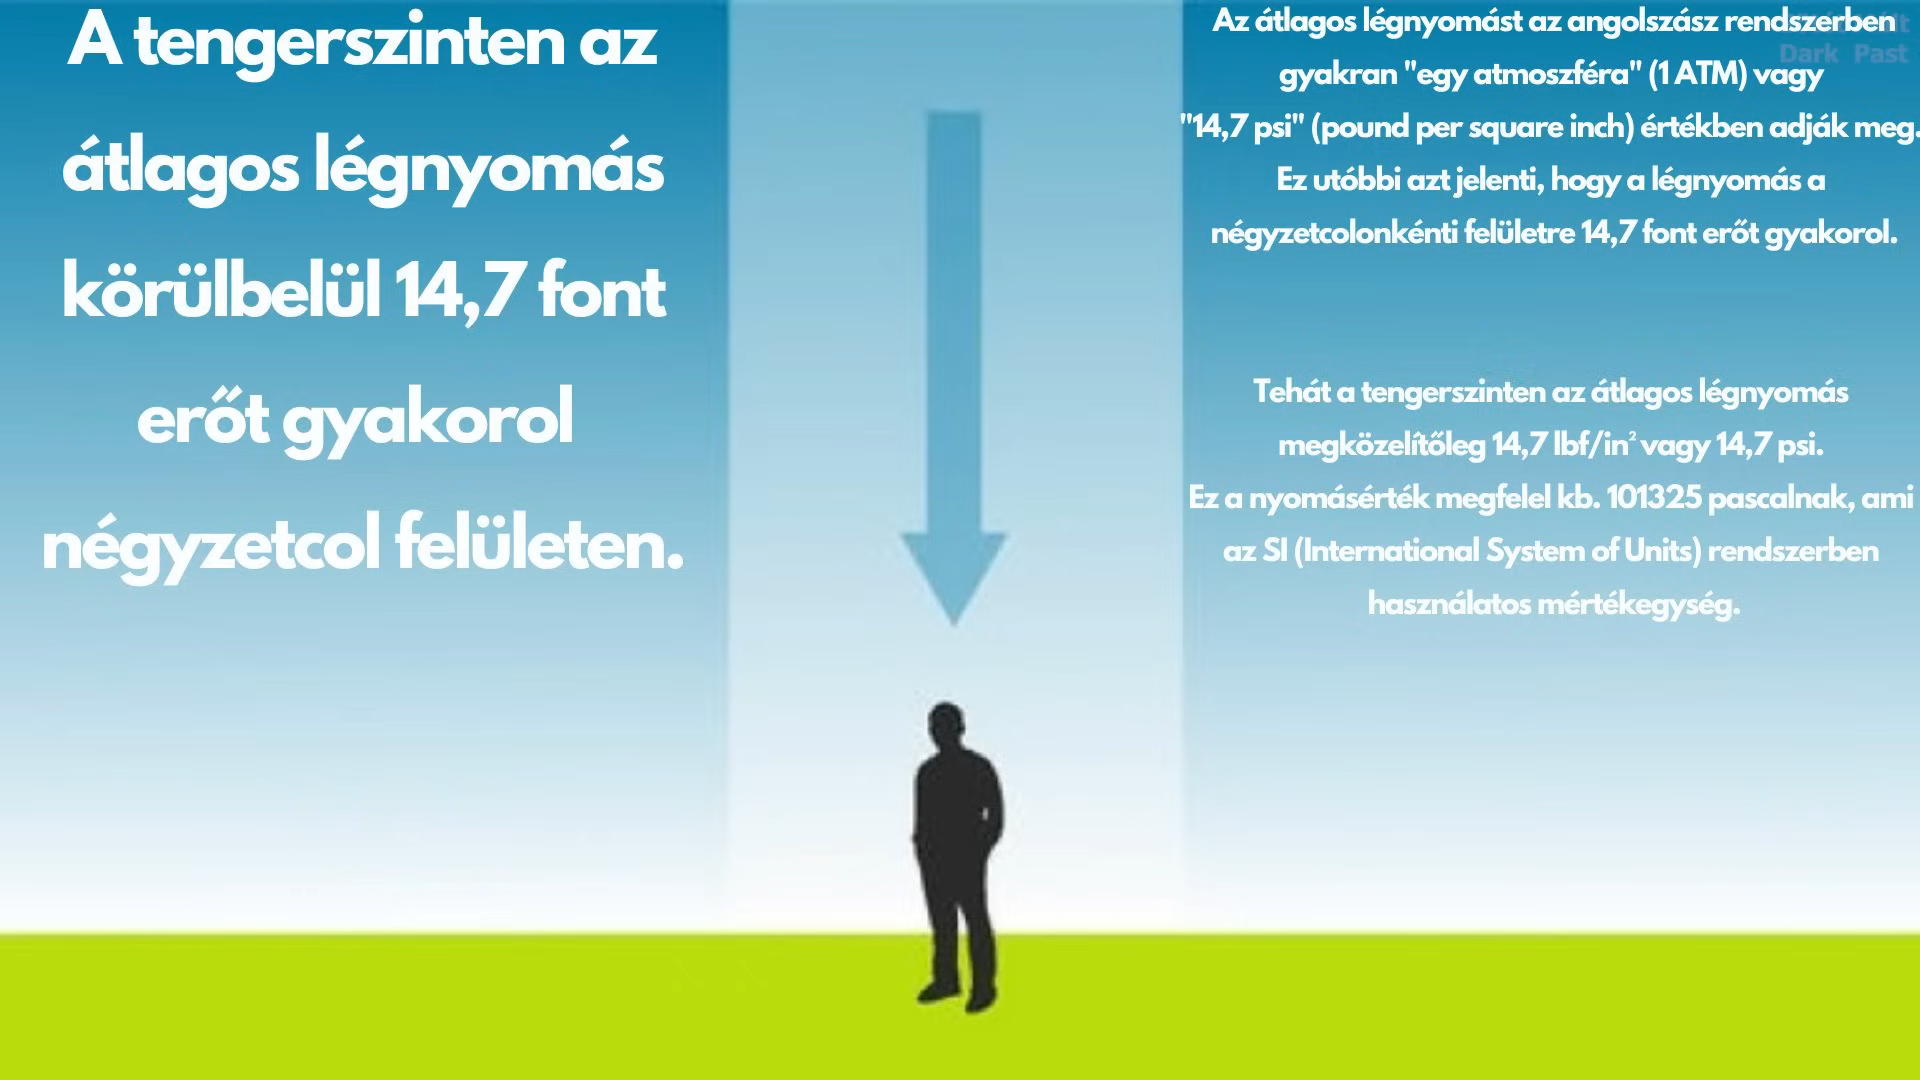 A tengerszinten az
átlagos légnyomás
körülbelül 14,7 font
erőt gyakorol
négyzetcol felületen.
Az átlagos légnyomást az angolszász rendszerben
gyakran "egy atmoszféra" (1 ATM) vagy
"14,7 psi" (pound per square inch) értékben adják meg.
Ez utóbbi azt jelenti, hogy a légnyomás a
négyzetcolonkénti felületre 14,7 font erőt gyakorol.
Tehát a tengerszinten az átlagos légnyomás
megközelítőleg 14,7 lbf/in² vagy 14,7 psi.
Ez a nyomásérték megfelel kb. 101325 pascalnak, ami
az SI (International System of Units) rendszerben
használatos mértékegység.
Dark Past